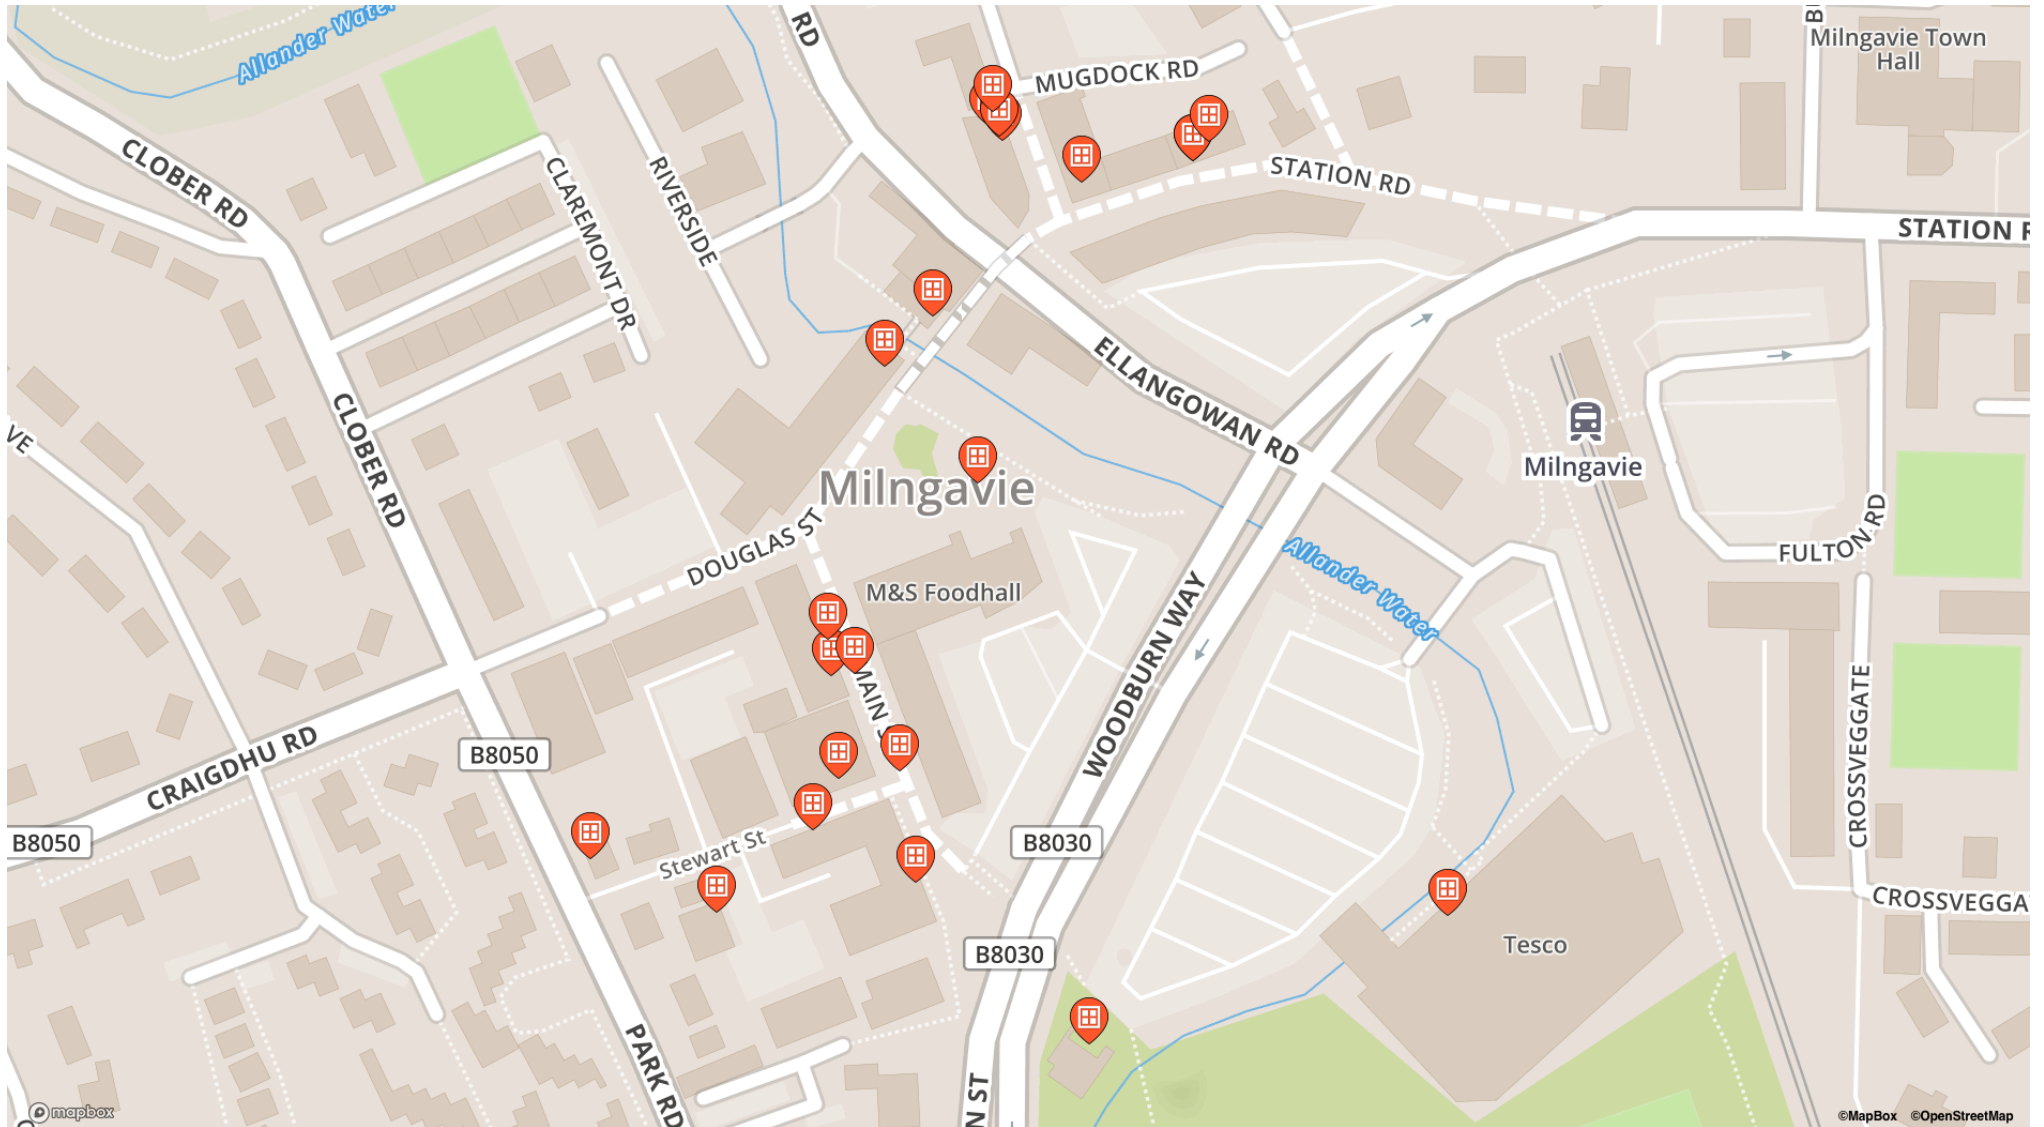 Allander Water
RD
B
Milngavie Town
Hall
MUGDOCK RD
CLOBER RD
CLAREMONT DR
RIVERSIDE
STATION RD
STATION R
ELLANGOWAN RD
CLOBER RD
VE
Milngavie
Milngavie
DOUGLAS ST
FULTON RD
Allander Water
M&S Foodhall
WOODBURN WAY
MAIN S
CROSSVEGGATE
CRAIGDHU RD
B8050
B8050
B8030
Stewart St
CROSSVEGGA
Tesco
B8030
PARK RD
N ST
mapbox
©MapBox ©OpenStreetMap